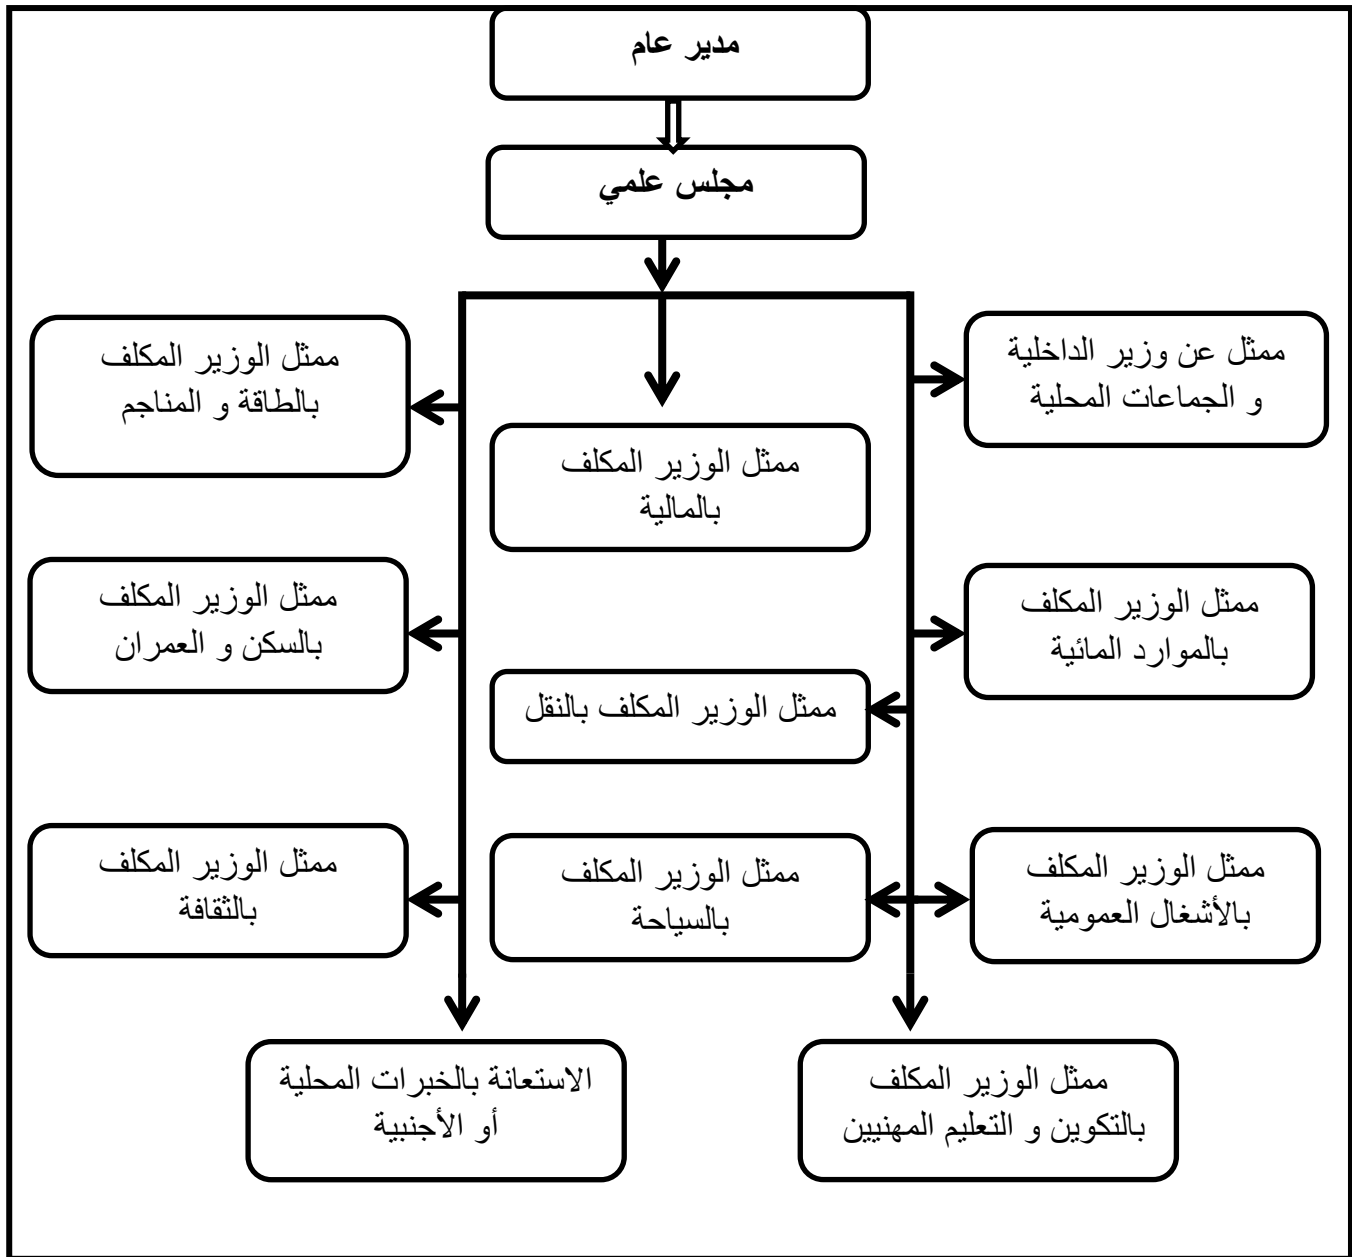 مدير عام
مجلس علمي
ممثل عن وزير الداخلية
و الجماعات المحلية
ممثل الوزير المكلف
بالطاقة و المناجم
ممثل الوزير المكلف
بالمالية
ممثل الوزير المكلف
بالموارد المائية
ممثل الوزير المكلف
بالسكن و العمران
ممثل الوزير المكلف بالنقل
ممثل الوزير المكلف
بالأشغال العمومية
ممثل الوزير المكلف
بالسياحة
ممثل الوزير المكلف
بالثقافة
ممثل الوزير المكلف
بالتكوين و التعليم المهنيين
الاستعانة بالخبرات المحلية
أو الأجنبية